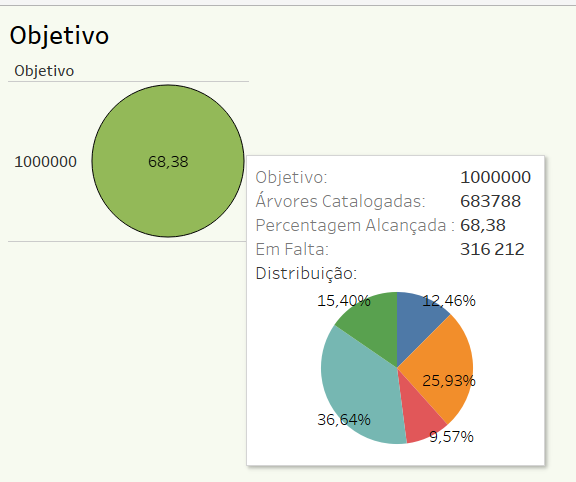 Objetivo
Objetivo
1000000
68,38
Objetivo: 1000000
Árvores Catalogadas: 683788
Percentagem Alcançada : 68,38
Em Falta: 316 212
Distribuição:
15,40% 12,46%
25,93%
36,64%
9,57%